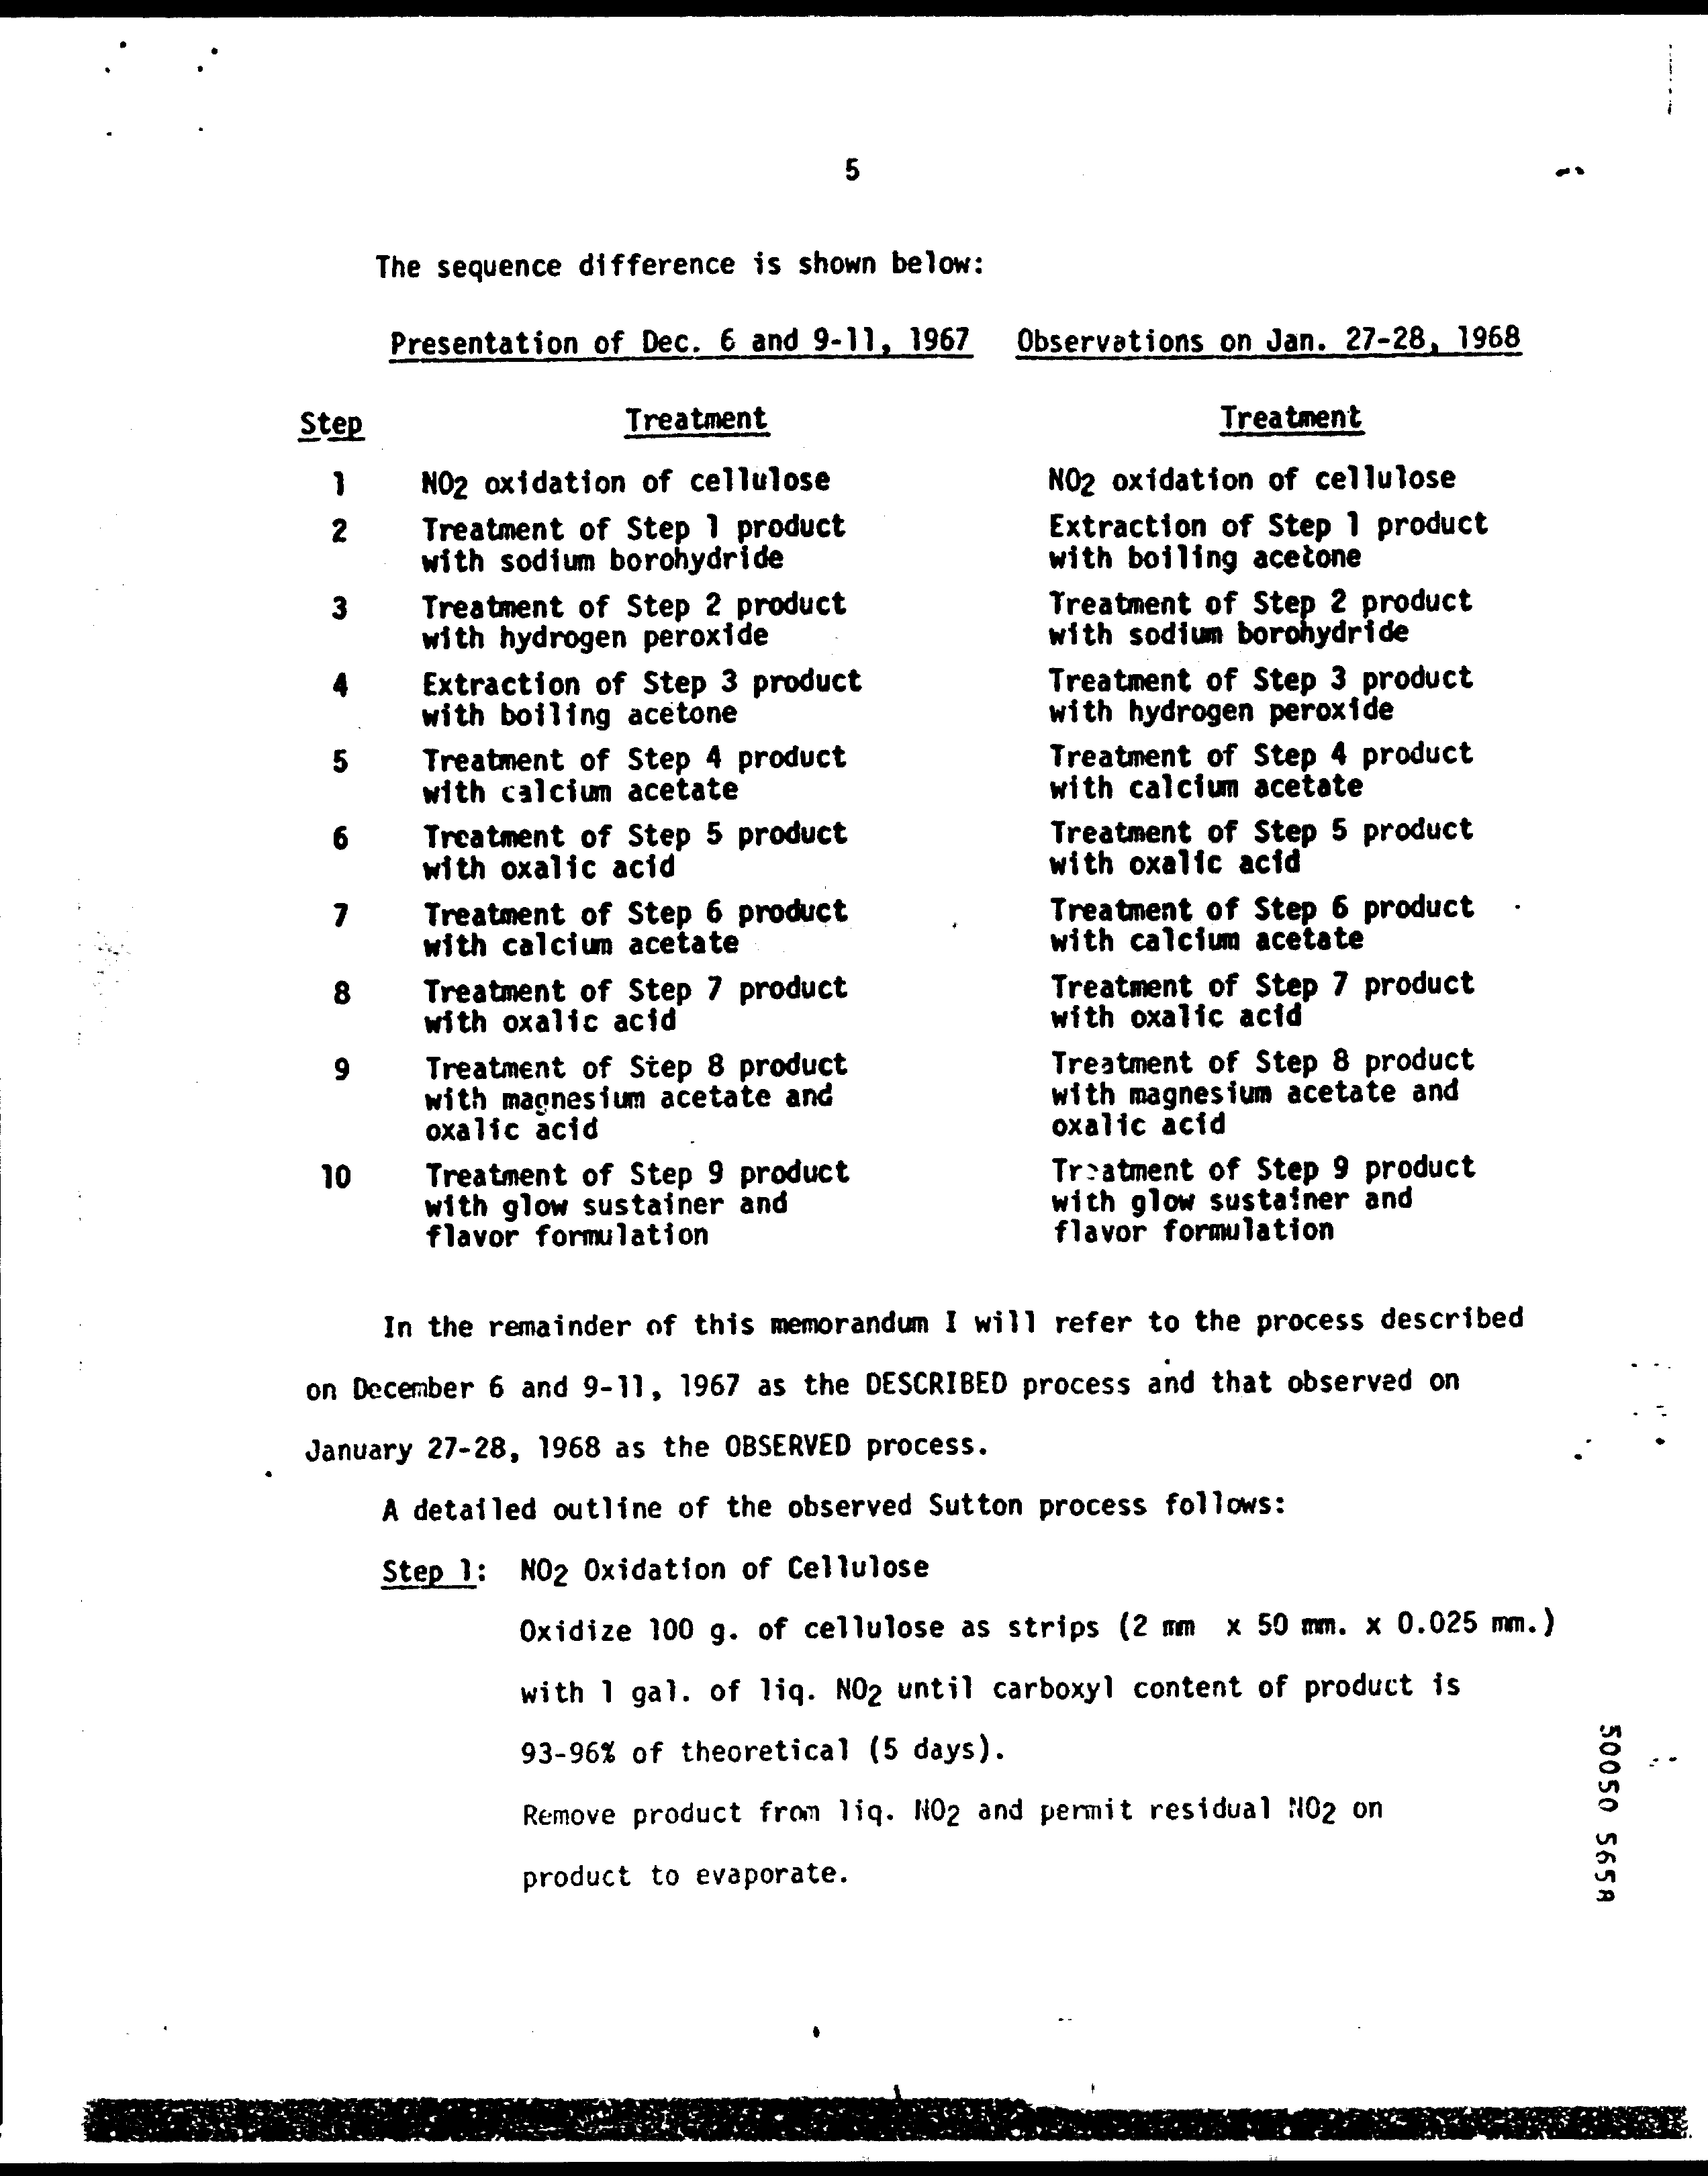 5
The sequence difference is shown below:
Presentation of Dec. 6 and 9-11, 1967 Observations on Jan. 27-28, 1968
Step Treatment Treatment
1 NO2 oxidation of cellulose NO2 oxidation of cellulose
2 Treatment of Step 1 product Extraction of Step 1 product
with sodium borohydride with boiling acetone
3 Treatment of Step 2 product Treatment of Step 2 product
with hydrogen peroxide with sodium borohydride
4 Extraction of Step 3 product Treatment of Step 3 product
with boiling acetone with hydrogen peroxide
5 Treatment of Step 4 product Treatment of Step 4 product
with calcium acetate with calcium acetate
6 Treatment of Step 5 product Treatment of Step 5 product
with oxalic acid with oxalic acid
7 Treatment of Step 6 product Treatment of Step 6 product
with calcium acetate with calcium acetate
8 Treatment of Step 7 product Treatment of Step 7 product
with oxalic acid with oxalic acid
9 Treatment of Step 8 product Treatment of Step 8 product
with magnesium acetate and with magnesium acetate and
oxalic acid oxalic acid
10 Treatment of Step 9 product Treatment of Step 9 product
with glow sustainer and with glow sustainer and
flavor formulation flavor formulation
In the remainder of this memorandum I will refer to the process described
on December 6 and 9-11, 1967 as the DESCRIBED process and that observed on
January 27-28, 1968 as the OBSERVED process.
A detailed outline of the observed Sutton process follows:
Step 1: NO2 Oxidation of Cellulose
Oxidize 100 g. of cellulose as strips (2 mm x 50 mm. x 0.025 mm.)
with 1 gal. of liq. NO2 until carboxyl content of product is
93-96% of theoretical (5 days).
Remove product from liq. NO2 and permit residual NO2 on
product to evaporate.
50050 5658